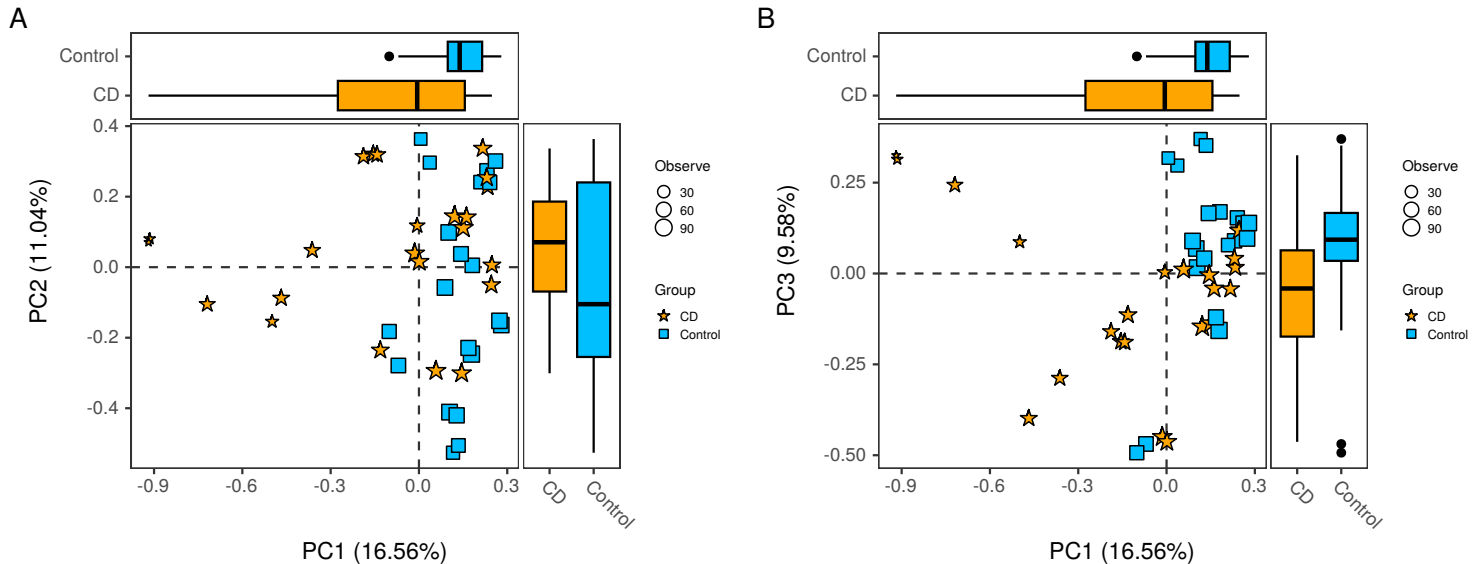 A
Control
CD
0.4
0.2
0.0
-0.2
-0.4
PC2 (11.04%)
-0.9
-0.6
-0.3
0.0
0.3
PC1 (16.56%)
CD
Control
Observe
30
60
90
Group
CD
Control
B
Control
CD
0.25
0.00
-0.25
-0.50
PC3 (9.58%)
-0.9
-0.6
-0.3
0.0
0.3
PC1 (16.56%)
CD
Control
Observe
30
60
90
Group
CD
Control